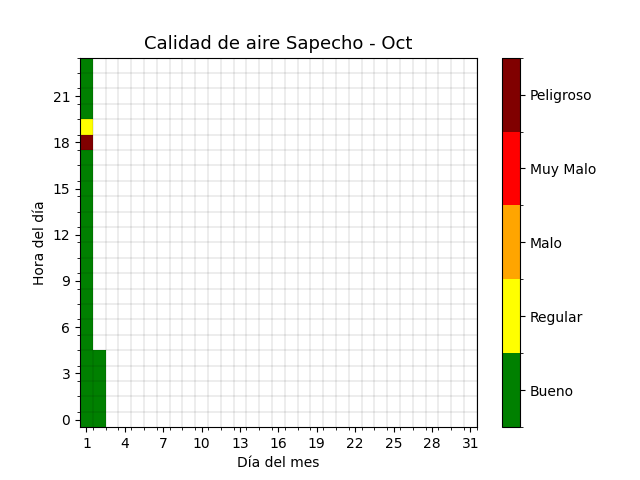 Calidad de aire Sapecho - Oct
Hora del día
21
18
15
12
9
6
3
0
1 4 7 10 13 16 19 22 25 28 31
Día del mes
Peligroso
Muy Malo
Malo
Regular
Bueno